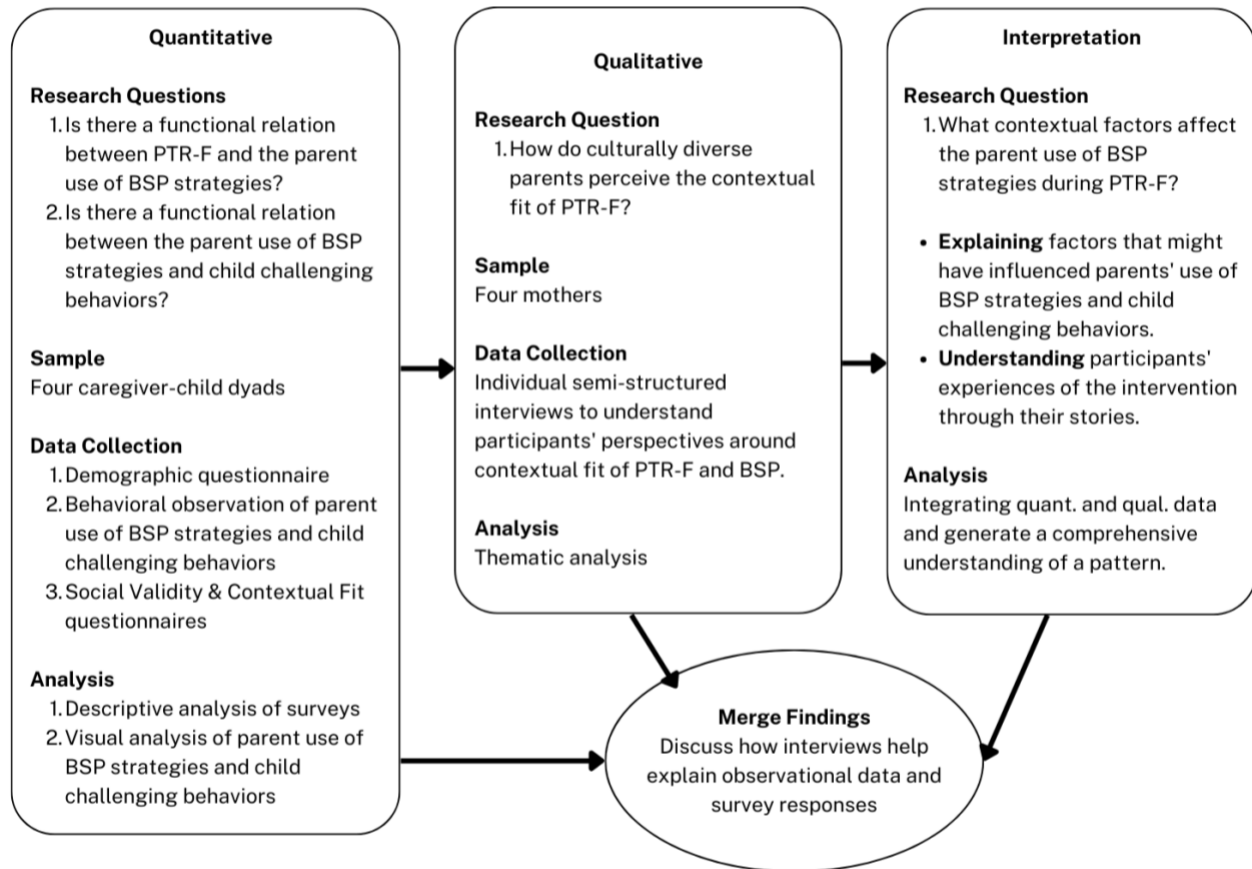 Quantitative
Research Questions
1. Is there a functional relation
between PTR-F and the parent
use of BSP strategies?
2. Is there a functional relation
between the parent use of BSP
strategies and child challenging
behaviors?
Sample
Four caregiver-child dyads
Data Collection
1. Demographic questionnaire
2. Behavioral observation of parent
use of BSP strategies and child
challenging behaviors
3. Social Validity & Contextual Fit
questionnaires
Analysis
1. Descriptive analysis of surveys
2. Visual analysis of parent use of
BSP strategies and child
challenging behaviors
Qualitative
Research Question
1. How do culturally diverse
parents perceive the contextual
fit of PTR-F?
Sample
Four mothers
Data Collection
Individual semi-structured
interviews to understand
participants' perspectives around
contextual fit of PTR-F and BSP.
Analysis
Thematic analysis
Interpretation
Research Question
1. What contextual factors affect
the parent use of BSP
strategies during PTR-F?
• Explaining factors that might
have influenced parents' use of
BSP strategies and child
challenging behaviors.
• Understanding participants'
experiences of the intervention
through their stories.
Analysis
Integrating quant. and qual. data
and generate a comprehensive
understanding of a pattern.
Merge Findings
Discuss how interviews help
explain observational data and
survey responses